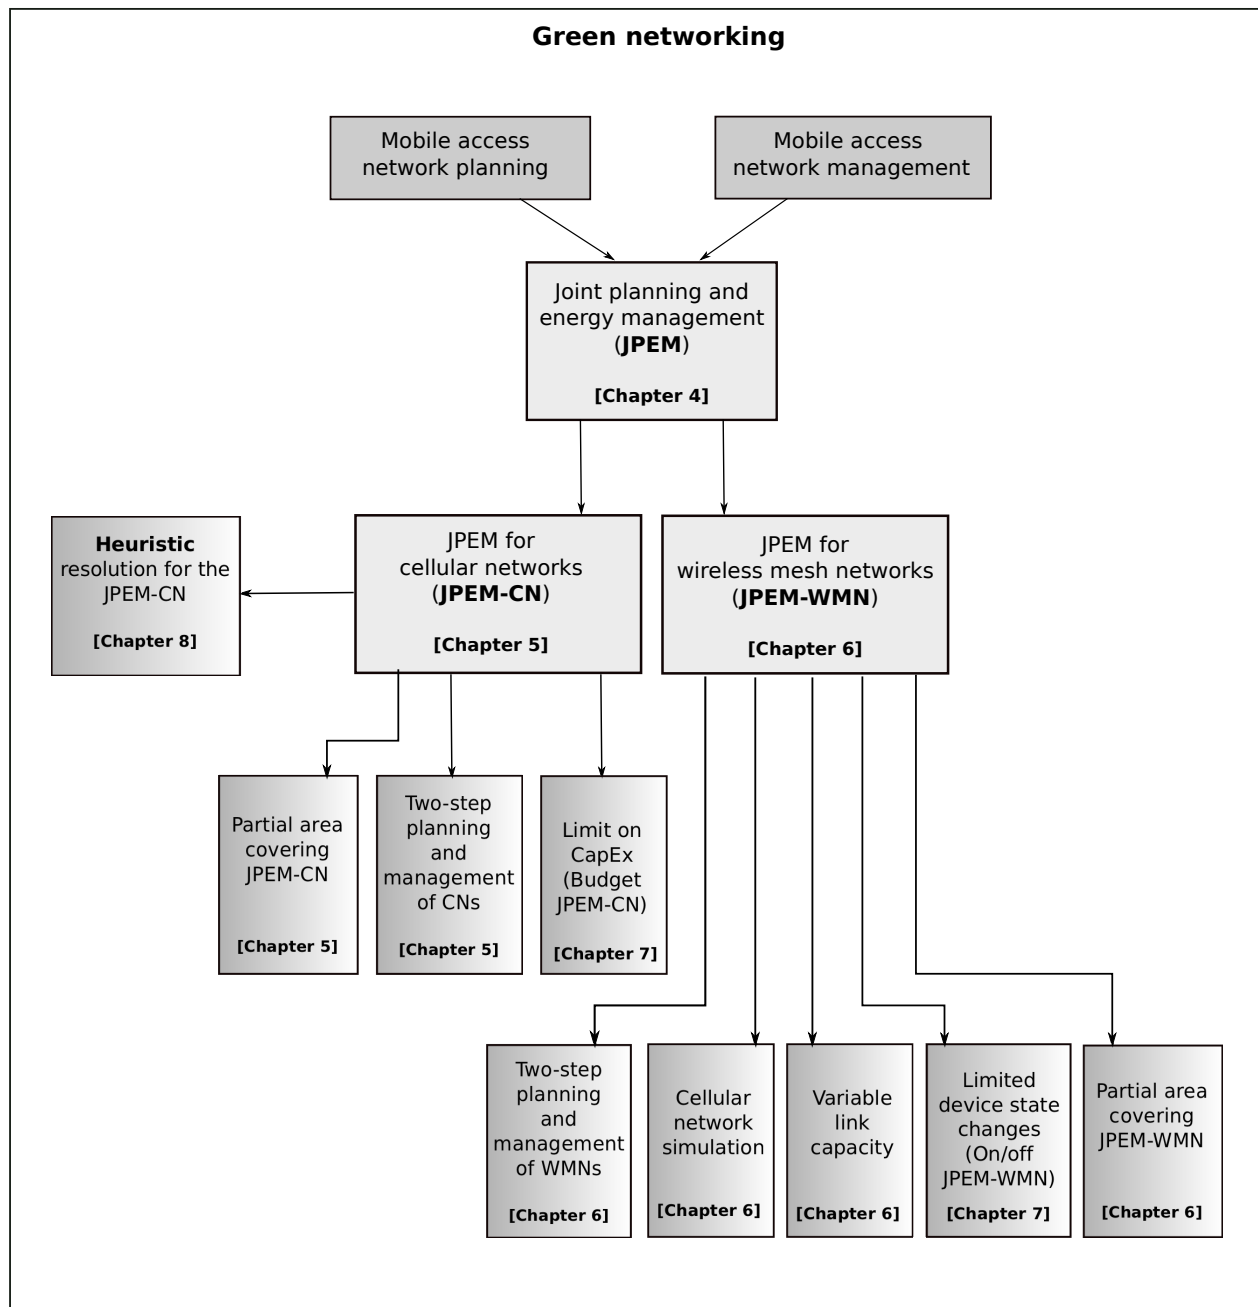 Green networking
Mobile access
network planning
Mobile access
network management
Joint planning and
energy management
(JPEM)
[Chapter 4]
Heuristic
resolution for the
JPEM-CN
[Chapter 8]
JPEM for
cellular networks
(JPEM-CN)
[Chapter 5]
JPEM for
wireless mesh networks
(JPEM-WMN)
[Chapter 6]
Partial area
covering
JPEM-CN
[Chapter 5]
Two-step
planning
and
management
of CNs
[Chapter 5]
Limit on
CapEx
(Budget
JPEM-CN)
[Chapter 7]
Two-step
planning
and
management
of WMNs
[Chapter 6]
Cellular
network
simulation
[Chapter 6]
Variable
link
capacity
[Chapter 6]
Limited
device state
changes
(On/off
JPEM-WMN)
[Chapter 7]
Partial area
covering
JPEM-WMN
[Chapter 6]